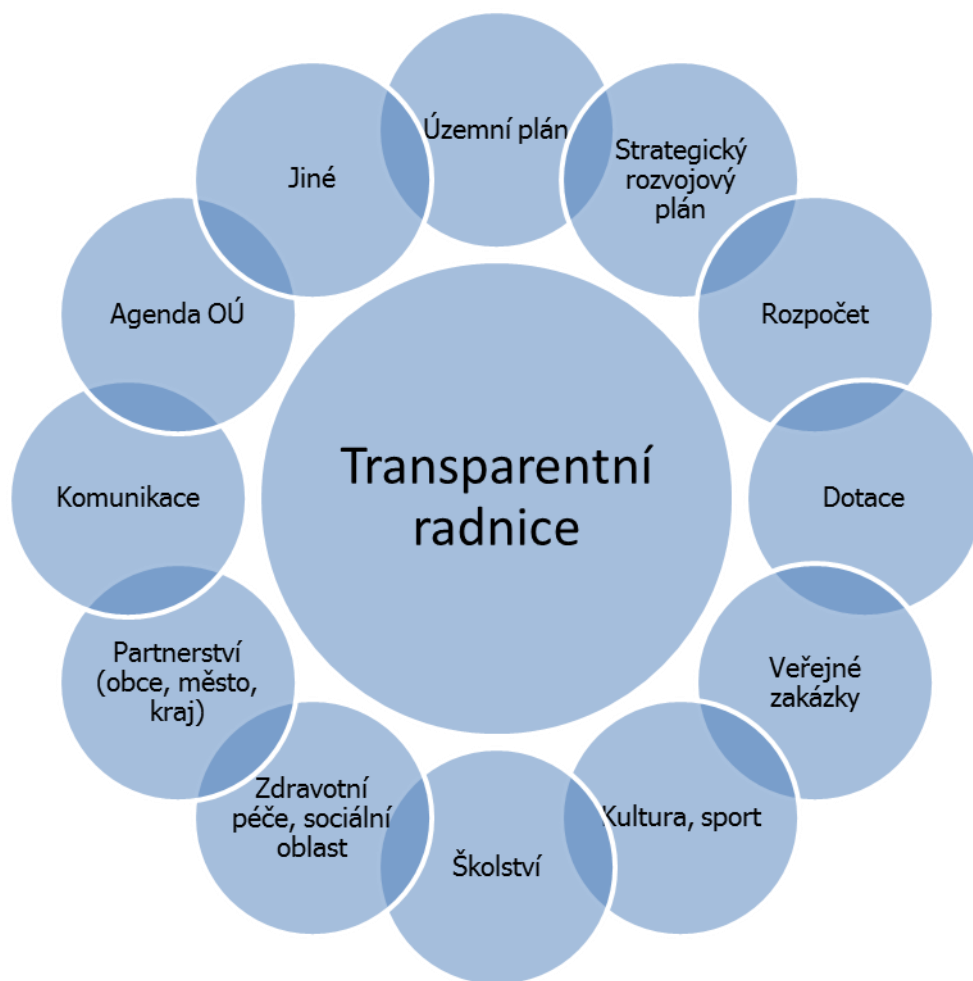 Územní plán
Strategický
rozvojový
plán
Rozpočet
Dotace
Veřejné
zakázky
Kultura, sport
Školství
Zdravotní
péče, sociální
oblast
Partnerství
(obce, město,
kraj)
Komunikace
Agenda OÚ
Jiné
Transparentní
radnice